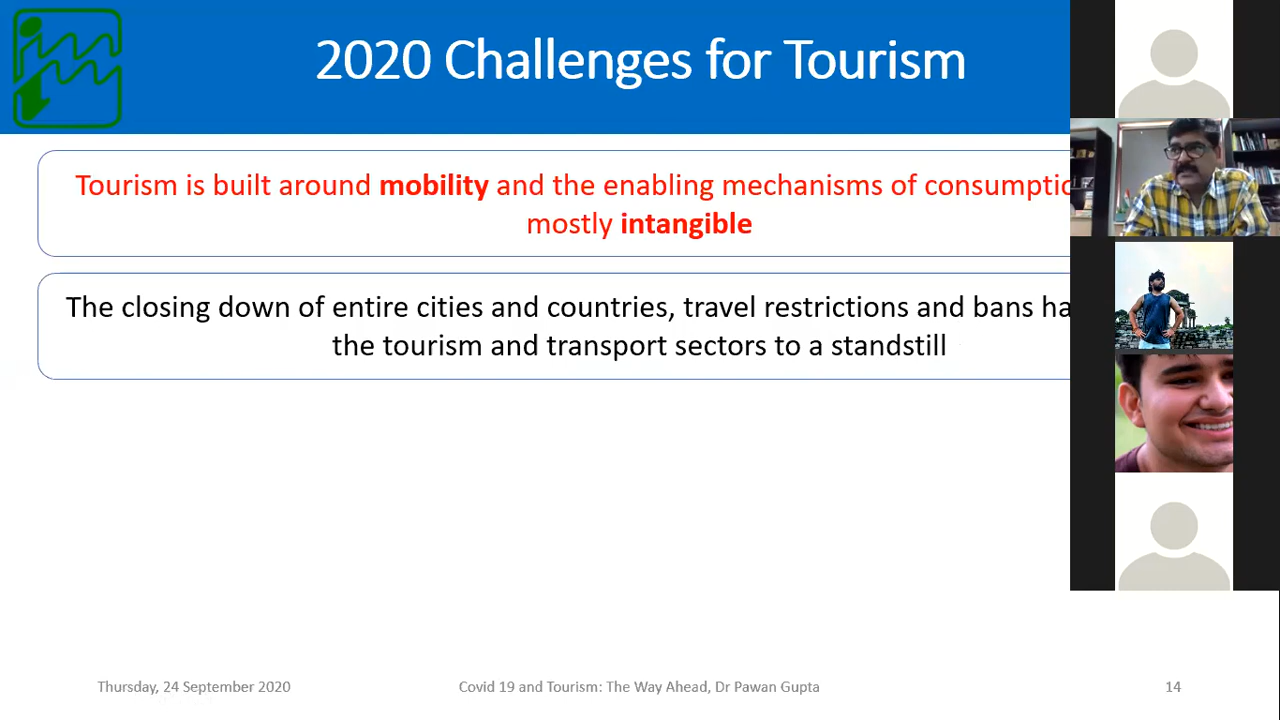 2020 Challenges for Tourism
Tourism is built around mobility and the enabling mechanisms of
mostly intangible
The closing down of entire cities and countries, travel restrictions and bans
the tourism and transport sectors to a standstill
Thursday, 24 September 2020
Covid 19 and Tourism: The Way Ahead, Dr Pawan Gupta
14